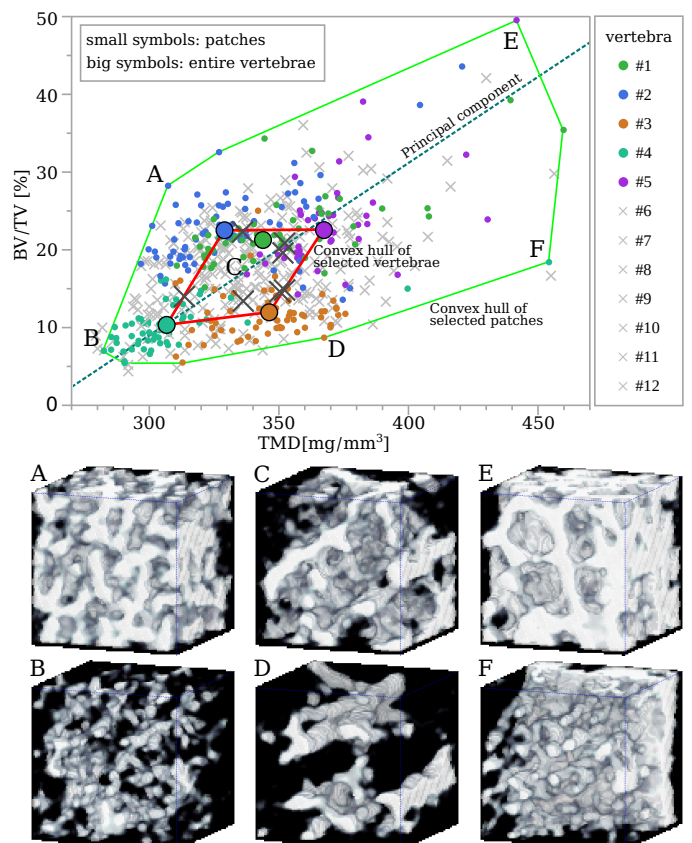 small symbols: patches
big symbols: entire vertebrae
vertebra
#1
#2
#3
#4
#5
#6
#7
#8
#9
#10
#11
#12
50
40
30
20
10
0
BV/TV [%]
300
350
400
450
TMD[mg/mm³]
A
B
C
D
E
F
Principal component
Convex hull of
selected vertebrae
Convex hull of
selected patches
A
C
E
B
D
F